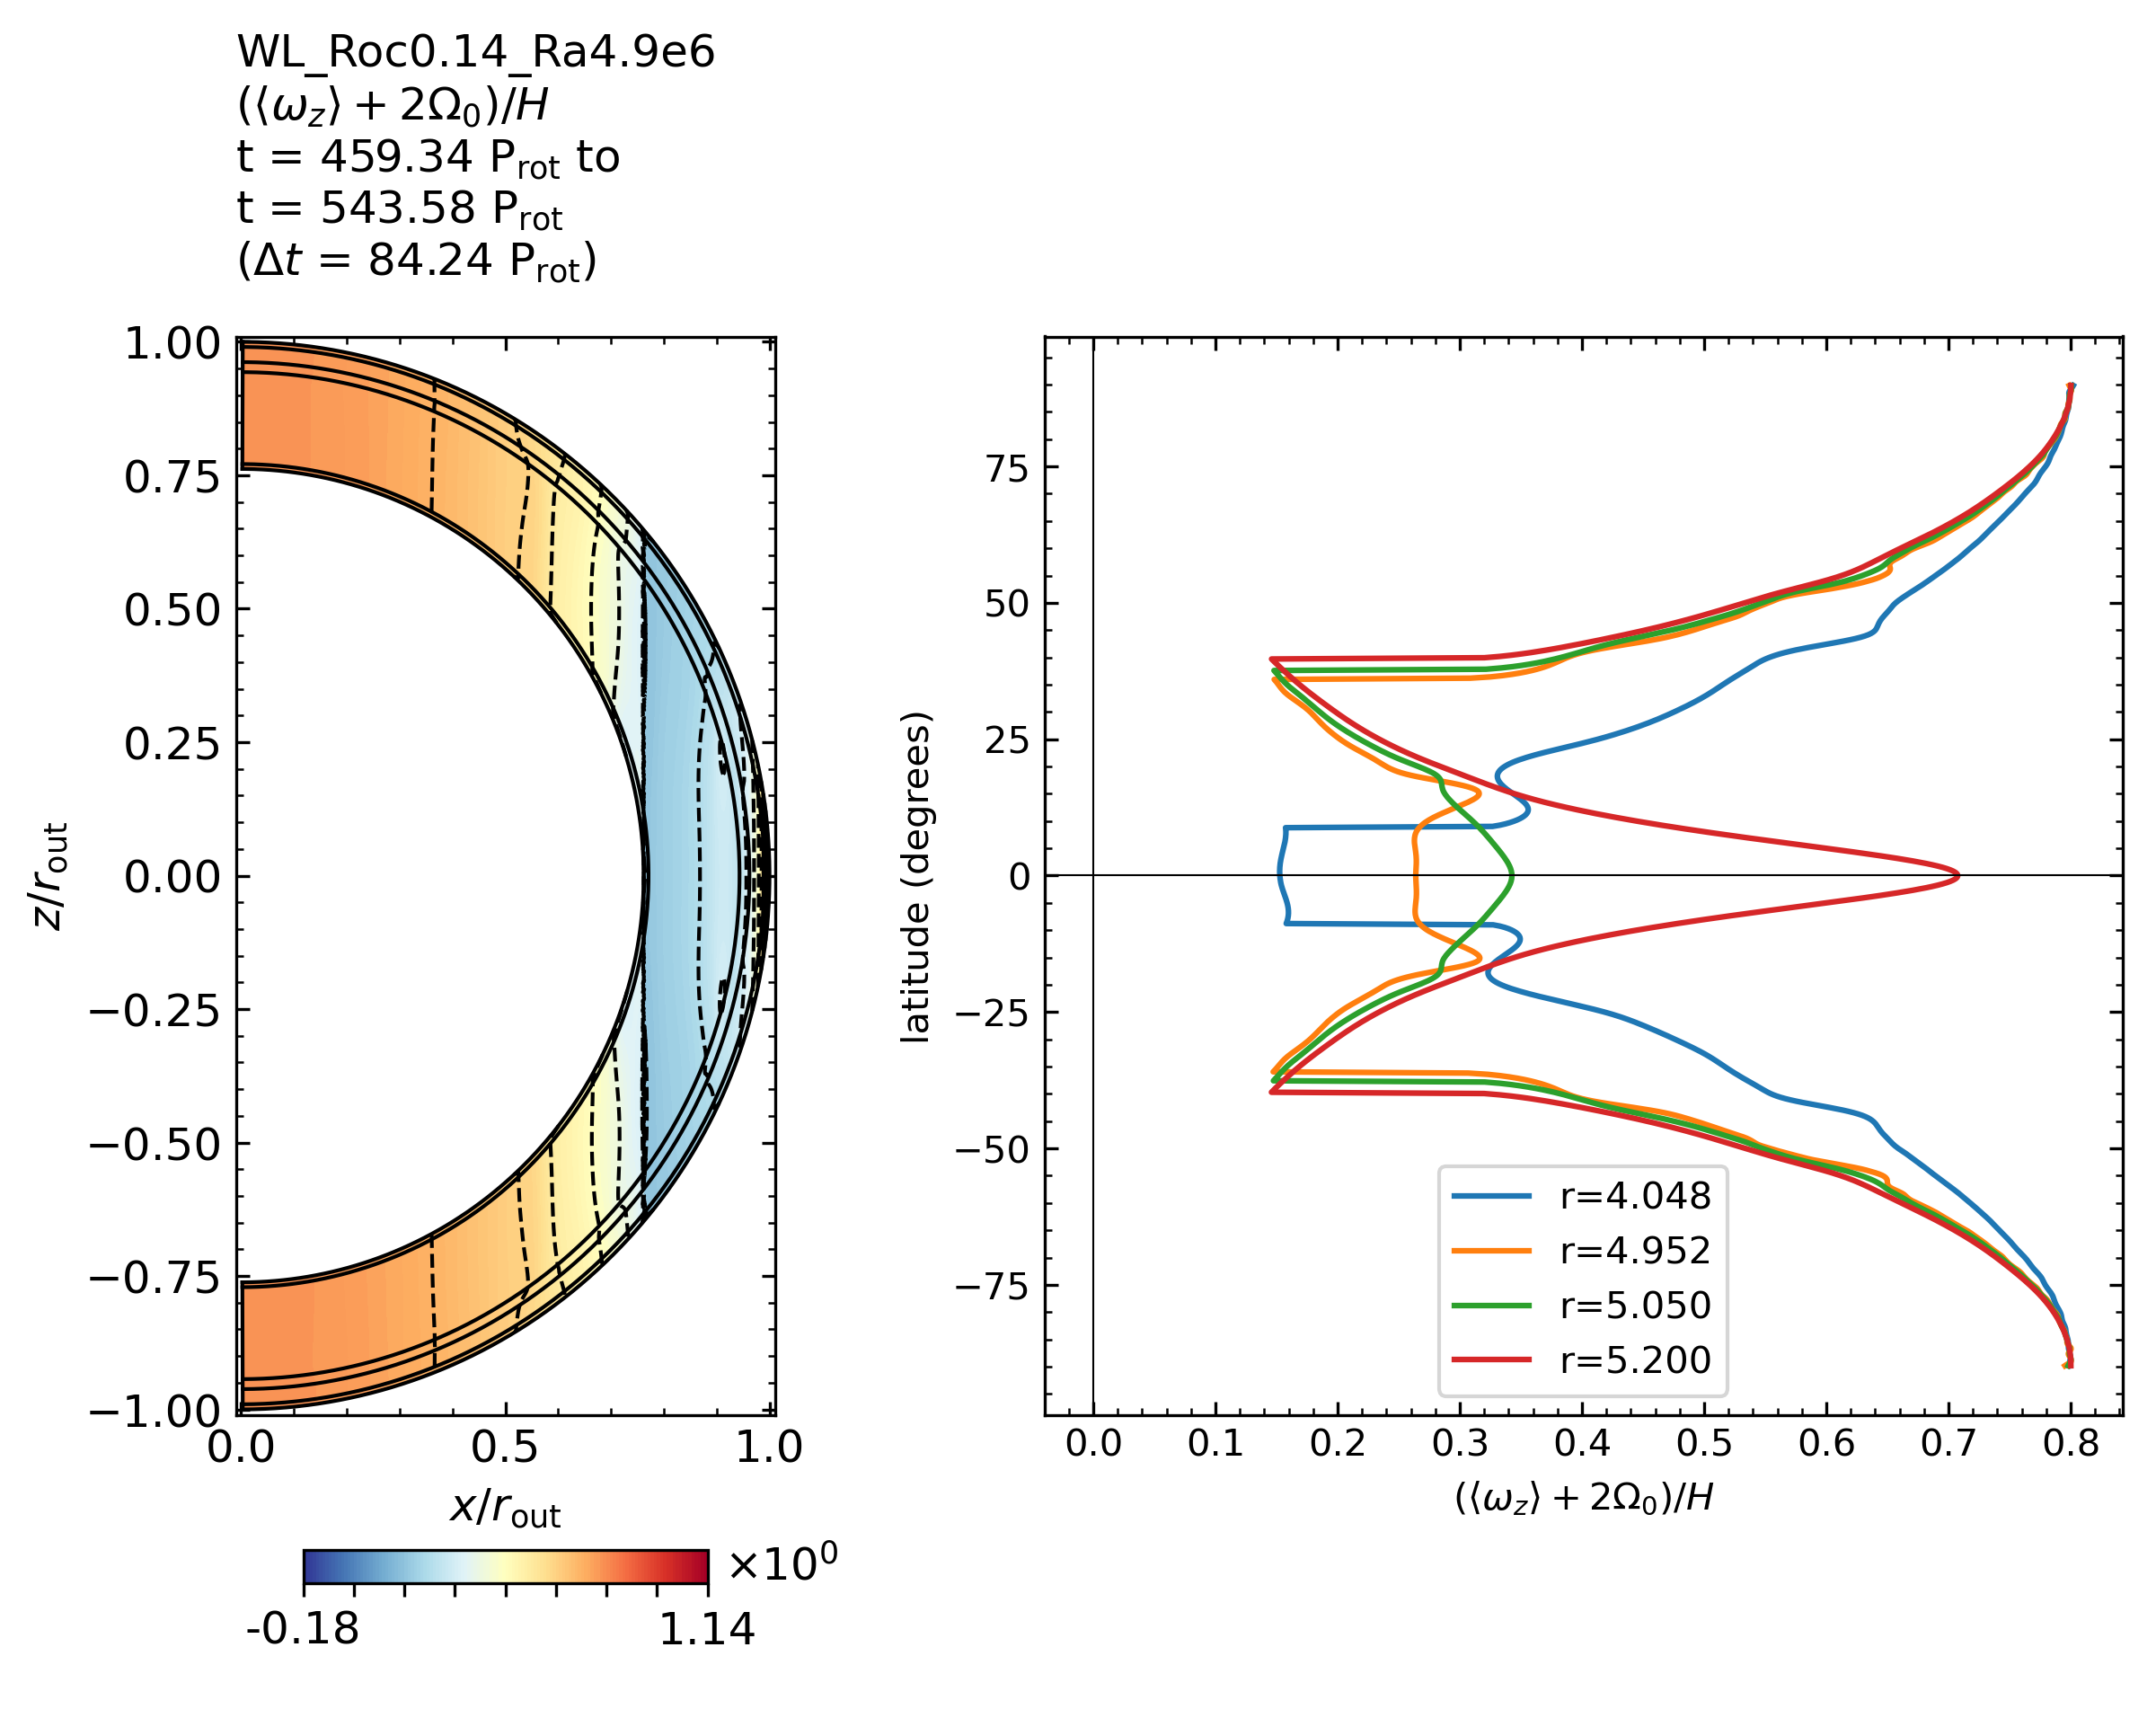 WL_Roc0.14_Ra4.9e6
(⟨ω_z⟩ + 2Ω₀)/H
t = 459.34 P_rot to
t = 543.58 P_rot
(Δt = 84.24 P_rot)
1.00
0.75
0.50
0.25
0.00
−0.25
−0.50
−0.75
−1.00
z/r_out
0.0 0.5 1.0
x/r_out
×10⁰
-0.18 1.14
75
50
25
0
−25
−50
−75
latitude (degrees)
r=4.048
r=4.952
r=5.050
r=5.200
0.0 0.1 0.2 0.3 0.4 0.5 0.6 0.7 0.8
(⟨ω_z⟩ + 2Ω₀)/H